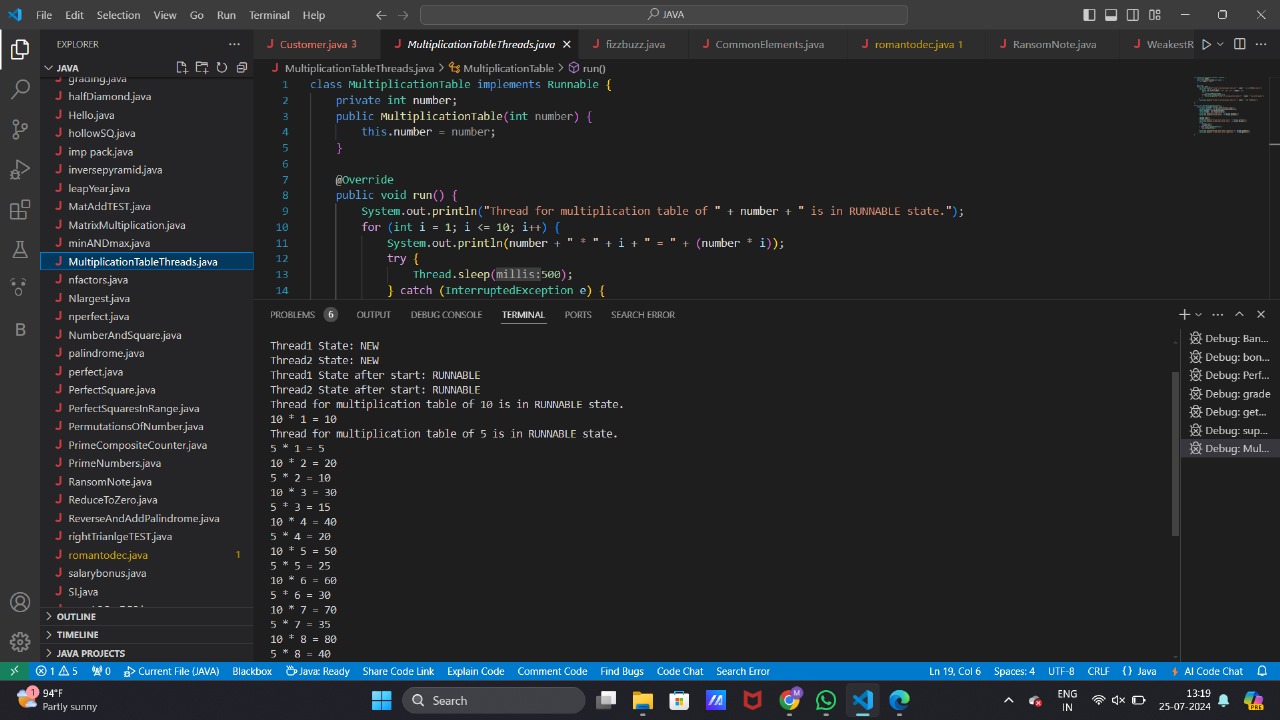 File Edit Selection View Go Run Terminal Help
JAVA
EXPLORER
JAVA
grading.java
halfDiamond.java
Hello.java
hollowSQ.java
imp pack.java
inversepyramid.java
leapYear.java
MatAddTEST.java
MatrixMultiplication.java
minANDmax.java
MultiplicationTableThreads.java
nfactors.java
Nlargest.java
nperfect.java
NumberAndSquare.java
palindrome.java
perfect.java
PerfectSquare.java
PerfectSquaresInRange.java
PermutationsOfNumber.java
PrimeCompositeCounter.java
PrimeNumbers.java
RansomNote.java
ReduceToZero.java
ReverseAndAddPalindrome.java
rightTrianlgeTEST.java
romantodec.java 1
salarybonus.java
SI.java
OUTLINE
TIMELINE
JAVA PROJECTS
Customer.java 3 MultiplicationTableThreads.java fizzbuzz.java CommonElements.java romantodec.java 1 RansomNote.java WeakestR
MultiplicationTableThreads.java > MultiplicationTable > run()
1 class MultiplicationTable implements Runnable {
2 private int number;
3 public MultiplicationTable(int number) {
4 this.number = number;
5 }
6
7 @Override
8 public void run() {
9 System.out.println("Thread for multiplication table of " + number + " is in RUNNABLE state.");
10 for (int i = 1; i <= 10; i++) {
11 System.out.println(number + " * " + i + " = " + (number * i));
12 try {
13 Thread.sleep(millis:500);
14 } catch (InterruptedException e) {
PROBLEMS 6 OUTPUT DEBUG CONSOLE TERMINAL PORTS SEARCH ERROR
Thread1 State: NEW
Thread2 State: NEW
Thread1 State after start: RUNNABLE
Thread2 State after start: RUNNABLE
Thread for multiplication table of 10 is in RUNNABLE state.
10 * 1 = 10
Thread for multiplication table of 5 is in RUNNABLE state.
5 * 1 = 5
10 * 2 = 20
5 * 2 = 10
10 * 3 = 30
5 * 3 = 15
10 * 4 = 40
5 * 4 = 20
10 * 5 = 50
5 * 5 = 25
10 * 6 = 60
5 * 6 = 30
10 * 7 = 70
5 * 7 = 35
10 * 8 = 80
5 * 8 = 40
Debug: Ban...
Debug: bon...
Debug: Perf...
Debug: grade
Debug: get...
Debug: sup...
Debug: Mul...
1 5 0 Current File (JAVA) Blackbox Java: Ready Share Code Link Explain Code Comment Code Find Bugs Code Chat Search Error Ln 19, Col 6 Spaces: 4 UTF-8 CRLF {} Java AI Code Chat
1 94°F
Partly sunny
Search
ENG
IN
13:19
25-07-2024
PRE